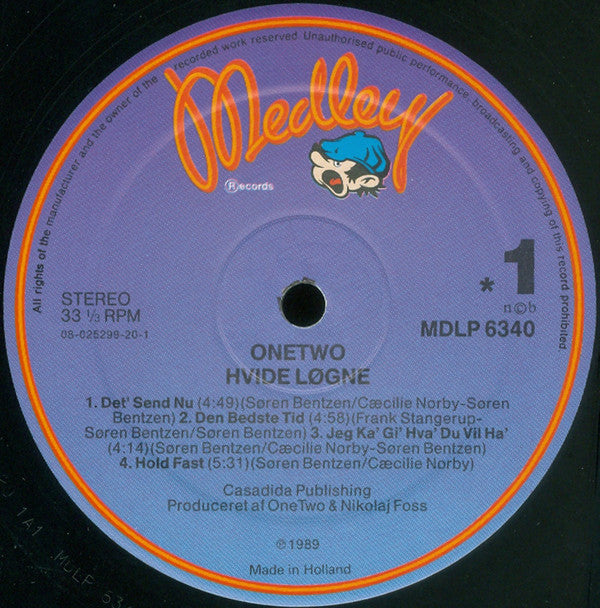 All rights of the manufacturer and the owner of the recorded work reserved. Unauthorised public performance, broadcasting and copying of this record prohibited.
Medley
Records
STEREO
33 1/3 RPM
08-025299-20-1
* 1
n©b
MDLP 6340
ONETWO
HVIDE LØGNE
1. Det' Send Nu (4:49)(Søren Bentzen/Cæcilie Norby-Søren
Bentzen) 2. Den Bedste Tid (4:58)(Frank Stangerup-
Søren Bentzen/Søren Bentzen) 3. Jeg Ka' Gi' Hva' Du Vil Ha'
(4:14)(Søren Bentzen/Cæcilie Norby-Søren Bentzen)
4. Hold Fast (5:31)(Søren Bentzen/Cæcilie Norby)
Casadida Publishing
Produceret af OneTwo & Nikolaj Foss
℗ 1989
Made in Holland